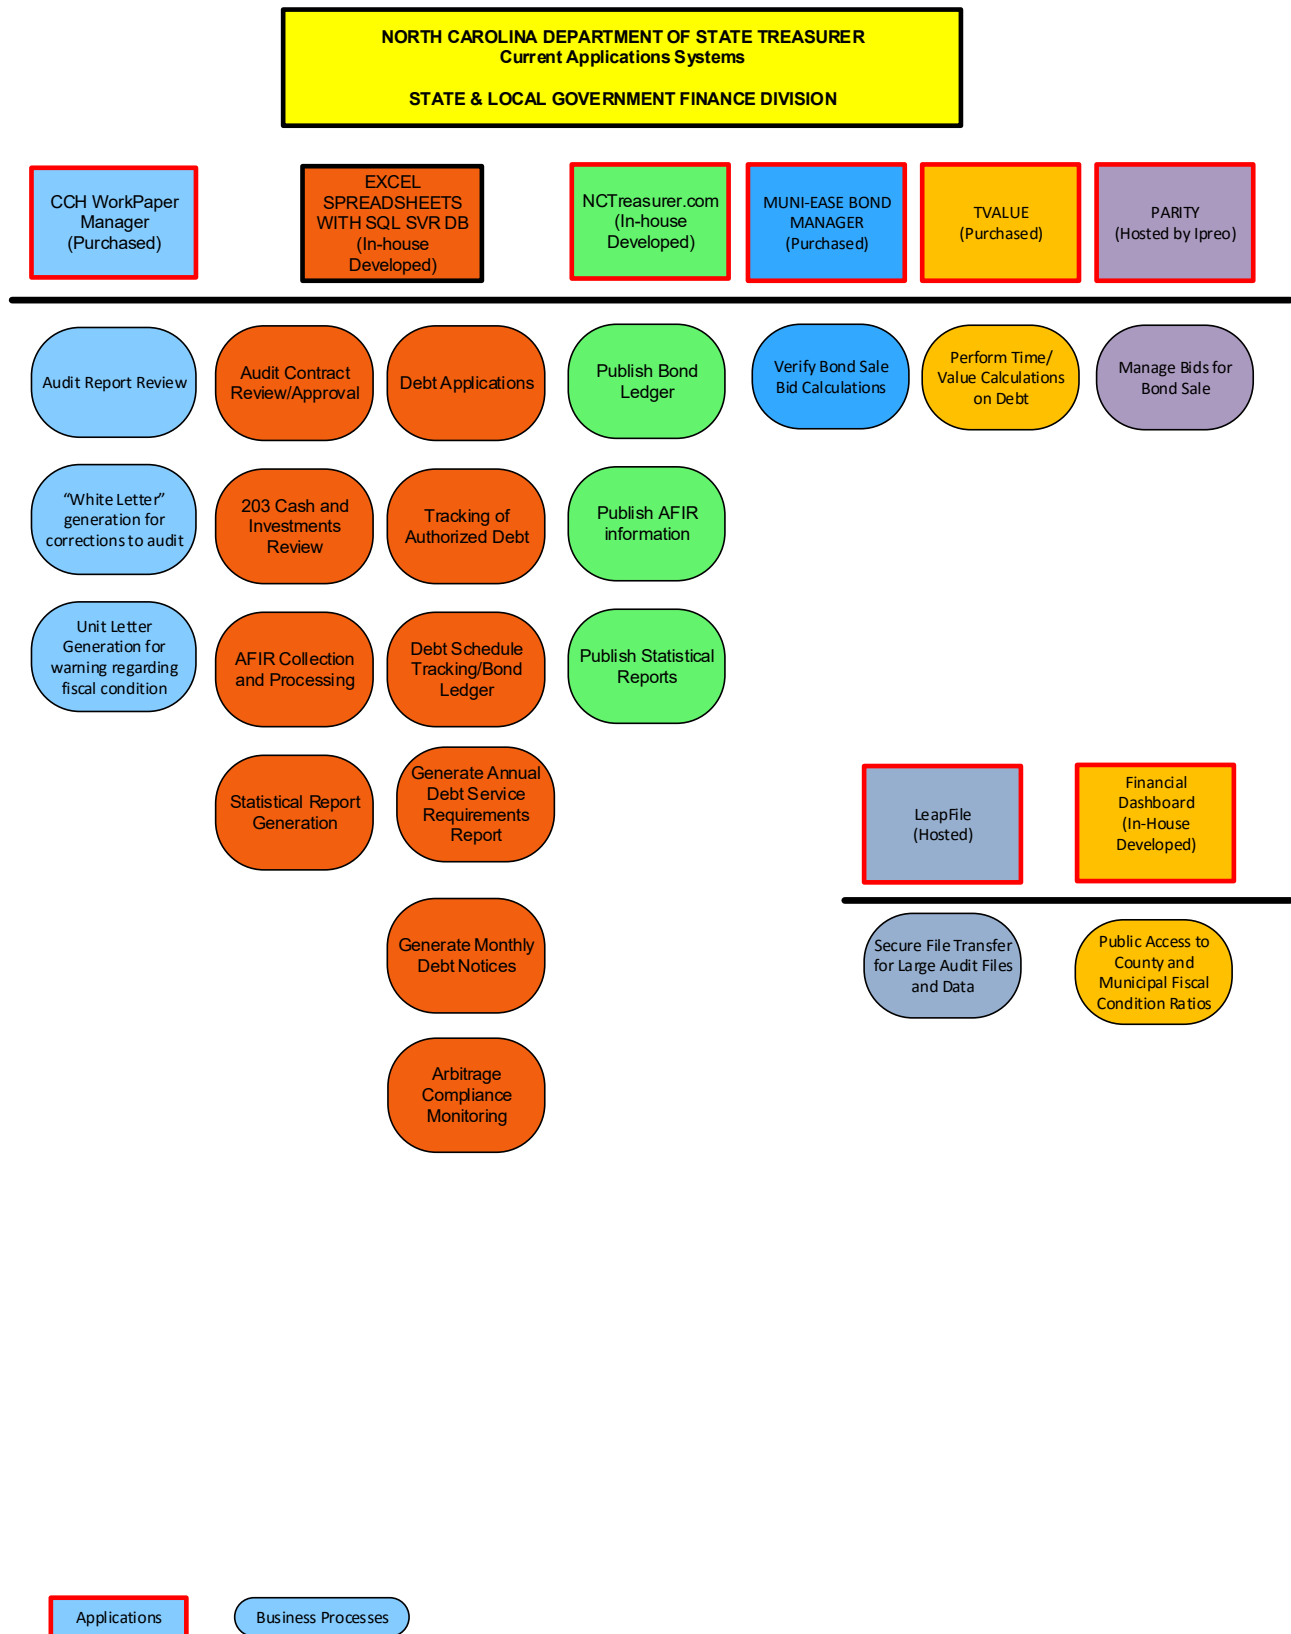 NORTH CAROLINA DEPARTMENT OF STATE TREASURER
Current Applications Systems
STATE & LOCAL GOVERNMENT FINANCE DIVISION
CCH WorkPaper
Manager
(Purchased)
EXCEL
SPREADSHEETS
WITH SQL SVR DB
(In-house
Developed)
NCTreasurer.com
(In-house
Developed)
MUNI-EASE BOND
MANAGER
(Purchased)
TVALUE
(Purchased)
PARITY
(Hosted by Ipreo)
Audit Report Review
Audit Contract
Review/Approval
Debt Applications
Publish Bond
Ledger
Verify Bond Sale
Bid Calculations
Perform Time/
Value Calculations
on Debt
Manage Bids for
Bond Sale
“White Letter”
generation for
corrections to audit
203 Cash and
Investments
Review
Tracking of
Authorized Debt
Publish AFIR
information
Unit Letter
Generation for
warning regarding
fiscal condition
AFIR Collection
and Processing
Debt Schedule
Tracking/Bond
Ledger
Publish Statistical
Reports
Statistical Report
Generation
Generate Annual
Debt Service
Requirements
Report
LeapFile
(Hosted)
Financial
Dashboard
(In-House
Developed)
Generate Monthly
Debt Notices
Secure File Transfer
for Large Audit Files
and Data
Public Access to
County and
Municipal Fiscal
Condition Ratios
Arbitrage
Compliance
Monitoring
Applications
Business Processes